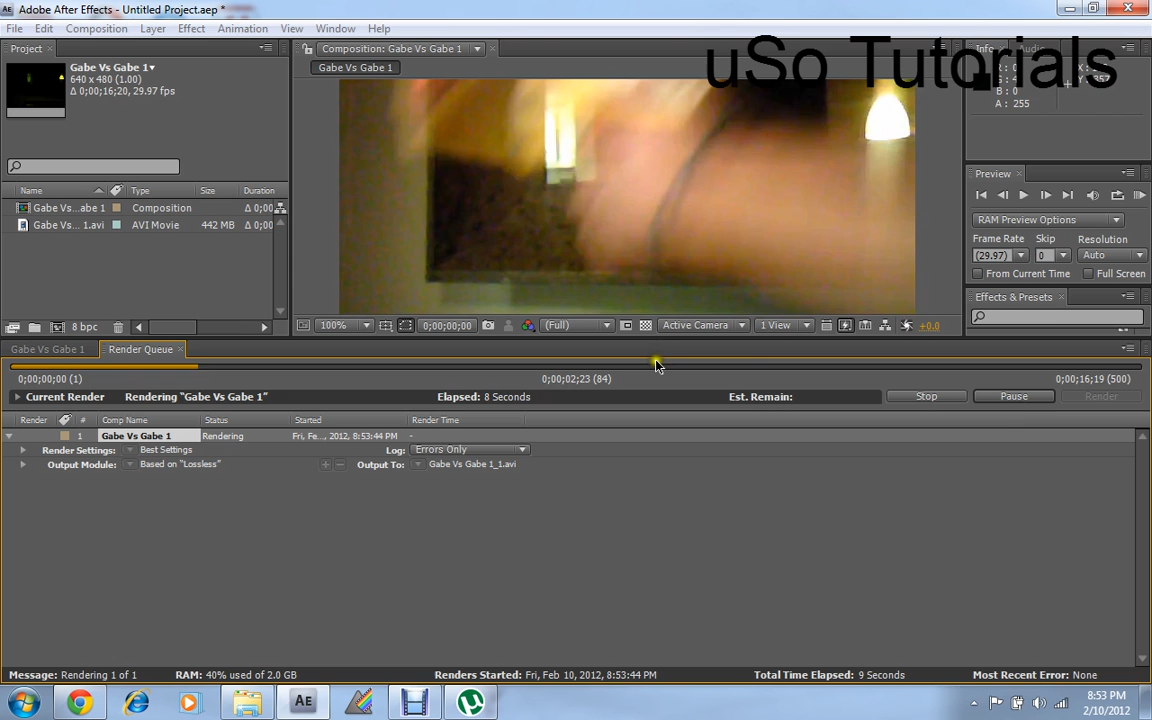 Adobe After Effects - Untitled Project.aep *
File Edit Composition Layer Effect Animation View Window Help
Project
Composition: Gabe Vs Gabe 1
Info Audio
uSo Tutorials
Gabe Vs Gabe 1
640 x 480 (1.00)
Δ 0;00;16;20, 29.97 fps
Gabe Vs Gabe 1
R :
G :
B : 0
A : 255
Preview
Name Type Size Duration
Gabe Vs...abe 1 Composition Δ 0;00
Gabe Vs... 1.avi AVI Movie 442 MB Δ 0;00
RAM Preview Options
Frame Rate Skip Resolution
(29.97) 0 Auto
From Current Time Full Screen
Effects & Presets
8 bpc
100% 0;00;00;00 (Full) Active Camera 1 View +0.0
Gabe Vs Gabe 1 Render Queue
0;00;00;00 (1) 0;00;02;23 (84) 0;00;16;19 (500)
Current Render Rendering "Gabe Vs Gabe 1" Elapsed: 8 Seconds Est. Remain: Stop Pause Render
Render # Comp Name Status Started Render Time
1 Gabe Vs Gabe 1 Rendering Fri, Fe..., 2012, 8:53:44 PM -
Render Settings: Best Settings Log: Errors Only
Output Module: Based on "Lossless" Output To: Gabe Vs Gabe 1_1.avi
Message: Rendering 1 of 1 RAM: 40% used of 2.0 GB Renders Started: Fri, Feb 10, 2012, 8:53:44 PM Total Time Elapsed: 9 Seconds Most Recent Error: None
AE
8:53 PM
2/10/2012